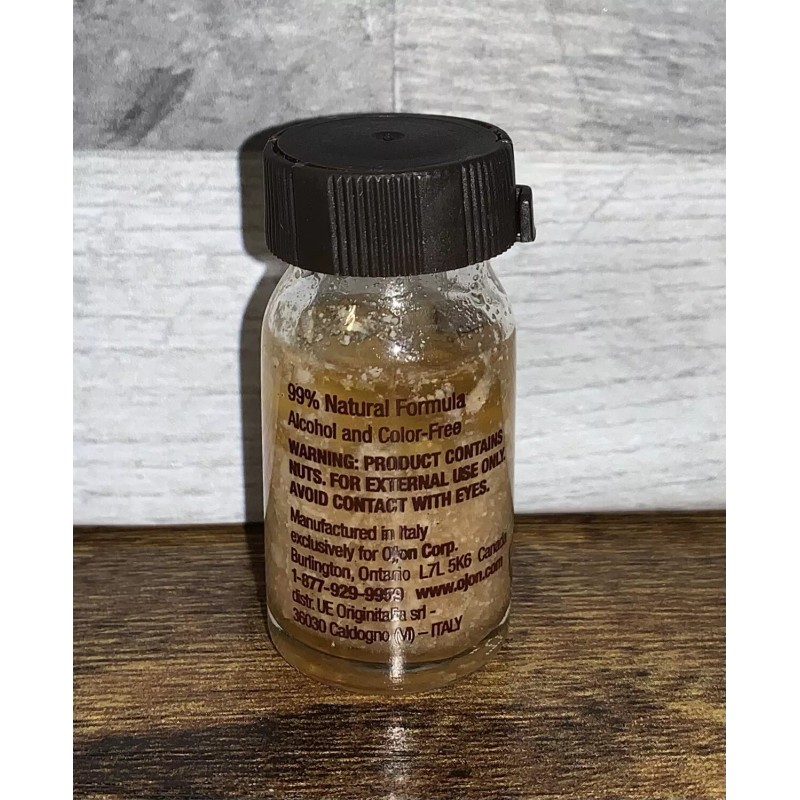 99% Natural Formula
Alcohol and Color-Free
WARNING: PRODUCT CONTAINS
NUTS. FOR EXTERNAL USE ONLY.
AVOID CONTACT WITH EYES.
Manufactured in Italy
exclusively for Ojon Corp.
Burlington, Ontario L7L 5K6 Canada
1-877-929-9959 www.ojon.com
distr. UE Originitalia srl -
36030 Caldogno (VI) – ITALY